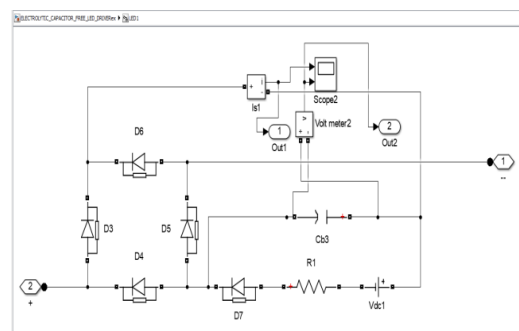 ELECTROLYTIC_CAPACITOR_FREE_LED_DRIVERex LED1
Is1
Scope2
1
Out1
Volt meter2
2
Out2
D6
1
--
D3
D5
Cb3
D4
R1
2
+
D7
Vdc1